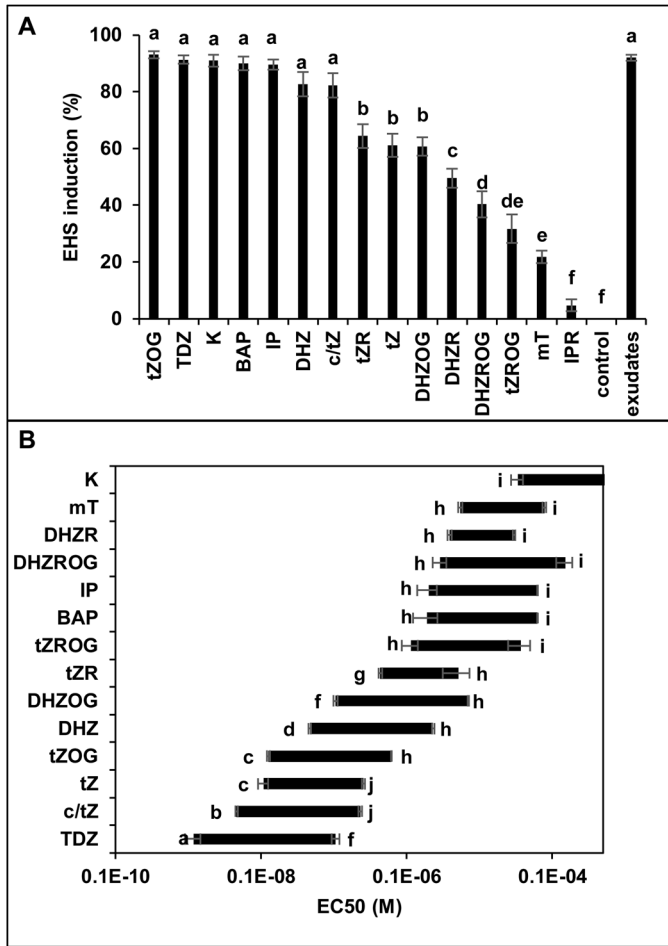 A
a a a a a a a b b b c d de e f f a
100
80
60
40
20
0
EHS induction (%)
tZOG TDZ K BAP IP DHZ c/tZ tZR tZ DHZOG DHZR DHZROG tZROG mT IPR control exudates
B
K i
mT h i
DHZR h i
DHZROG h i
IP h i
BAP h i
tZROG h i
tZR g h
DHZOG f h
DHZ d h
tZOG c h
tZ c j
c/tZ b j
TDZ a f
0.1E-10 0.1E-08 0.1E-06 0.1E-04
EC50 (M)